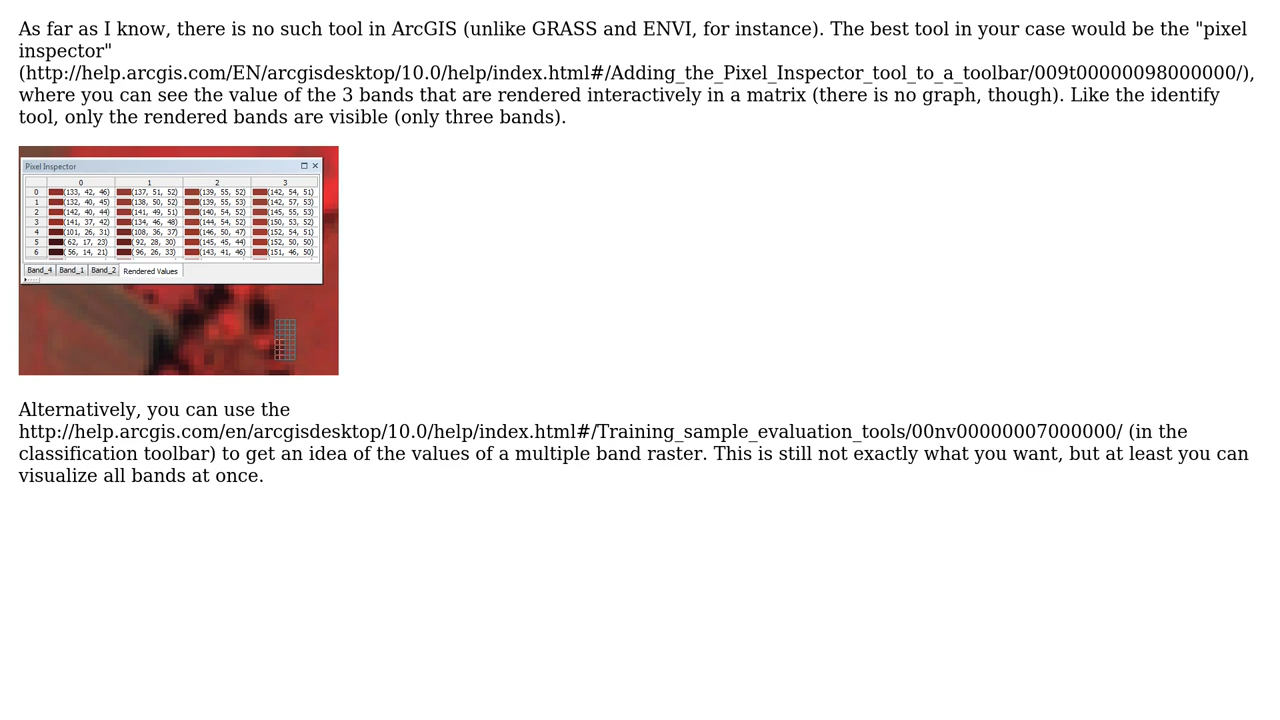 As far as I know, there is no such tool in ArcGIS (unlike GRASS and ENVI, for instance). The best tool in your case would be the "pixel
inspector"
(http://help.arcgis.com/EN/arcgisdesktop/10.0/help/index.html#/Adding_the_Pixel_Inspector_tool_to_a_toolbar/009t00000098000000/),
where you can see the value of the 3 bands that are rendered interactively in a matrix (there is no graph, though). Like the identify
tool, only the rendered bands are visible (only three bands).
Pixel Inspector
0 1 2 3
0 (133, 42, 46) (137, 51, 52) (139, 55, 52) (142, 54, 51)
1 (132, 40, 45) (138, 50, 52) (139, 55, 53) (142, 57, 53)
2 (142, 40, 44) (141, 49, 51) (140, 54, 52) (145, 55, 53)
3 (141, 37, 42) (134, 46, 48) (144, 54, 52) (150, 53, 52)
4 (101, 26, 31) (108, 36, 37) (146, 50, 47) (152, 54, 51)
5 (62, 17, 23) (92, 28, 30) (145, 45, 44) (152, 50, 50)
6 (56, 14, 21) (96, 26, 33) (143, 41, 46) (151, 46, 50)
Band_4 Band_1 Band_2 Rendered Values
Alternatively, you can use the
http://help.arcgis.com/en/arcgisdesktop/10.0/help/index.html#/Training_sample_evaluation_tools/00nv00000007000000/ (in the
classification toolbar) to get an idea of the values of a multiple band raster. This is still not exactly what you want, but at least you can
visualize all bands at once.